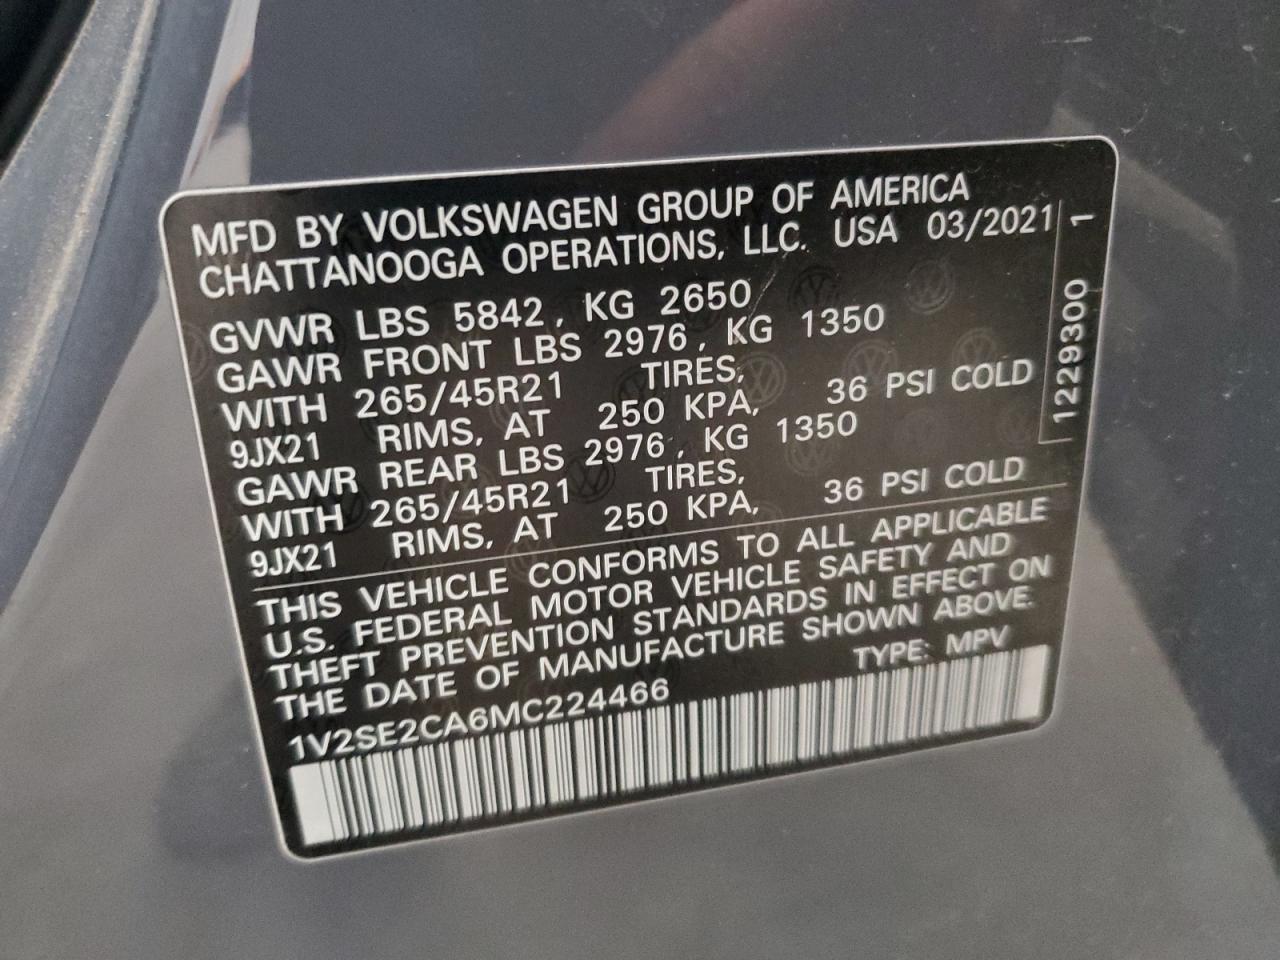 MFD BY VOLKSWAGEN GROUP OF AMERICA
CHATTANOOGA OPERATIONS, LLC. USA 03/2021
GVWR LBS 5842, KG 2650
GAWR FRONT LBS 2976, KG 1350
WITH 265/45R21 TIRES,
9JX21 RIMS, AT 250 KPA, 36 PSI COLD
GAWR REAR LBS 2976, KG 1350
WITH 265/45R21 TIRES,
9JX21 RIMS, AT 250 KPA, 36 PSI COLD
THIS VEHICLE CONFORMS TO ALL APPLICABLE
U.S. FEDERAL MOTOR VEHICLE SAFETY AND
THEFT PREVENTION STANDARDS IN EFFECT ON
THE DATE OF MANUFACTURE SHOWN ABOVE.
1V2SE2CA6MC224466 TYPE: MPV
1229300 1